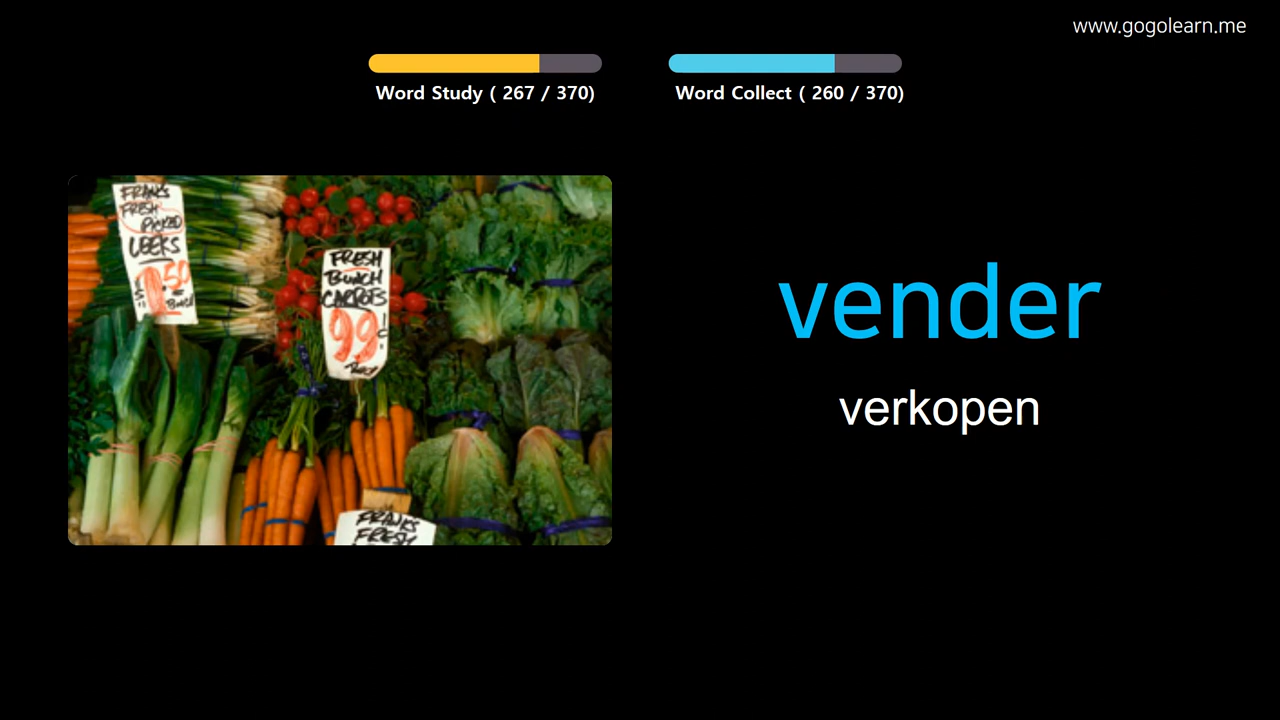 www.gogolearn.me
Word Study ( 267 / 370)
Word Collect ( 260 / 370)
FRANK'S
FRESH
PICKED
LEEKS
FRESH
BUNCH
CARROTS
99
FRANK'S
FRESH
vender
verkopen